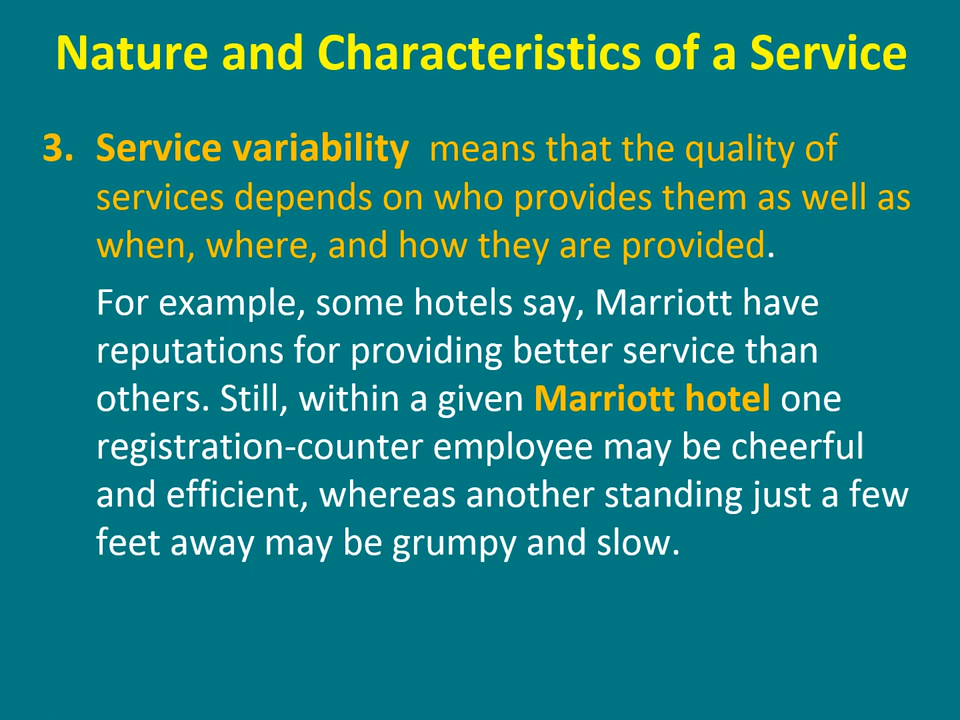 Nature and Characteristics of a Service
3. Service variability means that the quality of
services depends on who provides them as well as
when, where, and how they are provided.
For example, some hotels say, Marriott have
reputations for providing better service than
others. Still, within a given Marriott hotel one
registration-counter employee may be cheerful
and efficient, whereas another standing just a few
feet away may be grumpy and slow.